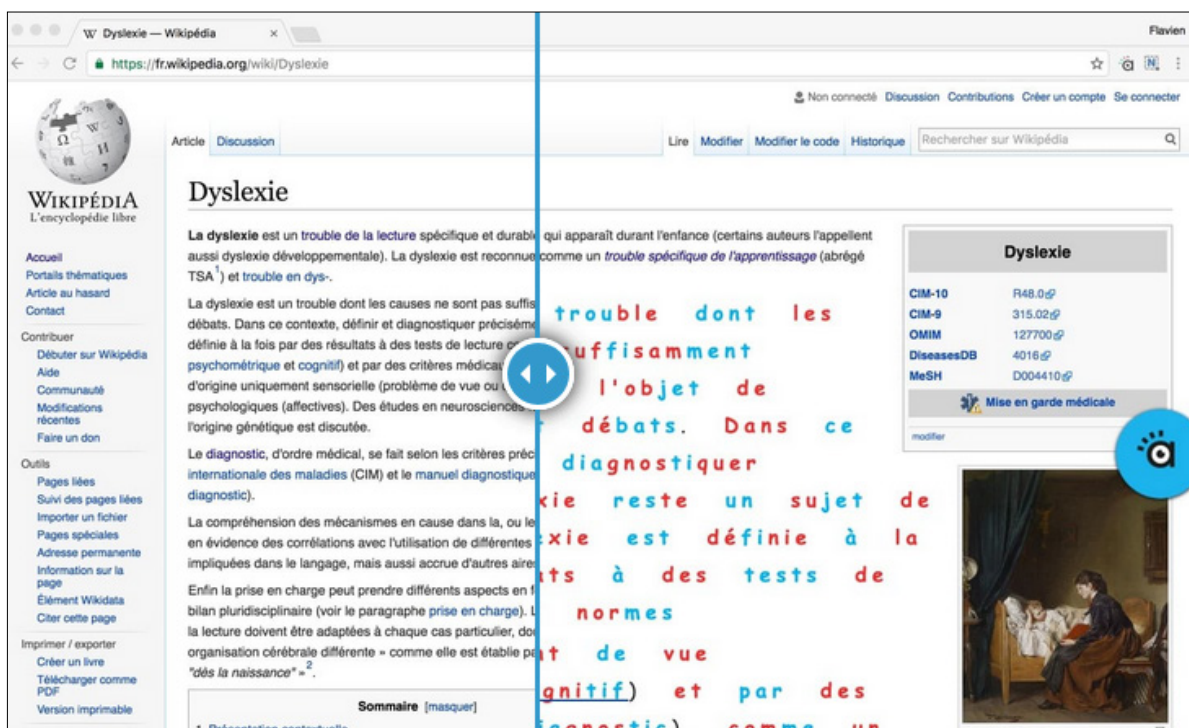 Dyslexie — Wikipédia
Flavien
https://fr.wikipedia.org/wiki/Dyslexie
Non connecté Discussion Contributions Créer un compte Se connecter
Article Discussion
Lire Modifier Modifier le code Historique Rechercher sur Wikipédia
WIKIPÉDIA
L'encyclopédie libre
Accueil
Portails thématiques
Article au hasard
Contact
Contribuer
Débuter sur Wikipédia
Aide
Communauté
Modifications
récentes
Faire un don
Outils
Pages liées
Suivi des pages liées
Importer un fichier
Pages spéciales
Adresse permanente
Information sur la
page
Élément Wikidata
Citer cette page
Imprimer / exporter
Créer un livre
Télécharger comme
PDF
Version imprimable
Dyslexie
La dyslexie est un trouble de la lecture spécifique et durable qui apparaît durant l'enfance (certains auteurs l'appellent
aussi dyslexie développementale). La dyslexie est reconnue comme un trouble spécifique de l'apprentissage (abrégé
TSA1) et trouble en dys-.
La dyslexie est un trouble dont les causes ne sont pas suffis
débats. Dans ce contexte, définir et diagnostiquer préciséme
définie à la fois par des résultats à des tests de lecture
psychométrique et cognitif) et par des critères médicau
d'origine uniquement sensorielle (problème de vue ou
psychologiques (affectives). Des études en neurosciences
l'origine génétique est discutée.
Le diagnostic, d'ordre médical, se fait selon les critères préc
internationale des maladies (CIM) et le manuel diagnostique
diagnostic).
La compréhension des mécanismes en cause dans la, ou le
en évidence des corrélations avec l'utilisation de différentes
impliquées dans le langage, mais aussi accrue d'autres aire
Enfin la prise en charge peut prendre différents aspects en f
bilan pluridisciplinaire (voir le paragraphe prise en charge). L
la lecture doivent être adaptées à chaque cas particulier, do
organisation cérébrale différente » comme elle est établie pa
"dès la naissance" »2.
Sommaire [masquer]
trouble dont les
suffisamment
l'objet de
débats. Dans ce
diagnostiquer
xie reste un sujet de
exie est définie à la
ats à des tests de
normes
t de vue
gnitif) et par des
iagnostic) comme un
Dyslexie
CIM-10 R48.0
CIM-9 315.02
OMIM 127700
DiseasesDB 4016
MeSH D004410
Mise en garde médicale
modifier